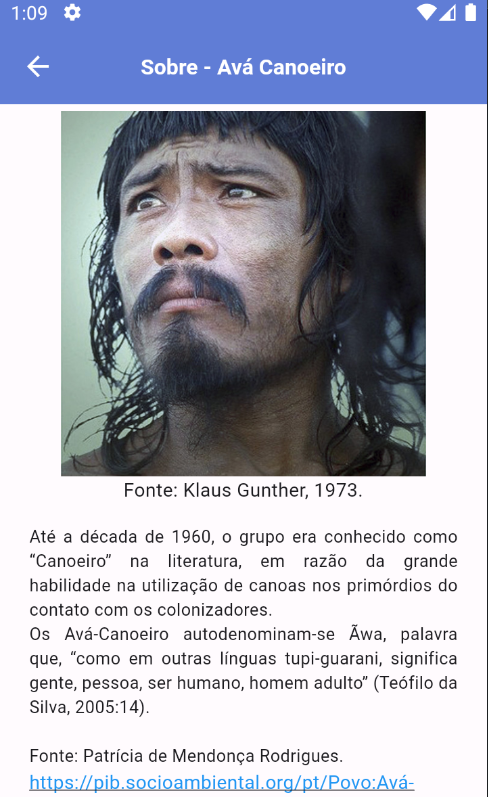 1:09
Sobre - Avá Canoeiro
Fonte: Klaus Gunther, 1973.
Até a década de 1960, o grupo era conhecido como
“Canoeiro” na literatura, em razão da grande
habilidade na utilização de canoas nos primórdios do
contato com os colonizadores.
Os Avá-Canoeiro autodenominam-se Ãwa, palavra
que, “como em outras línguas tupi-guarani, significa
gente, pessoa, ser humano, homem adulto” (Teófilo da
Silva, 2005:14).
Fonte: Patrícia de Mendonça Rodrigues.
https://pib.socioambiental.org/pt/Povo:Avá-